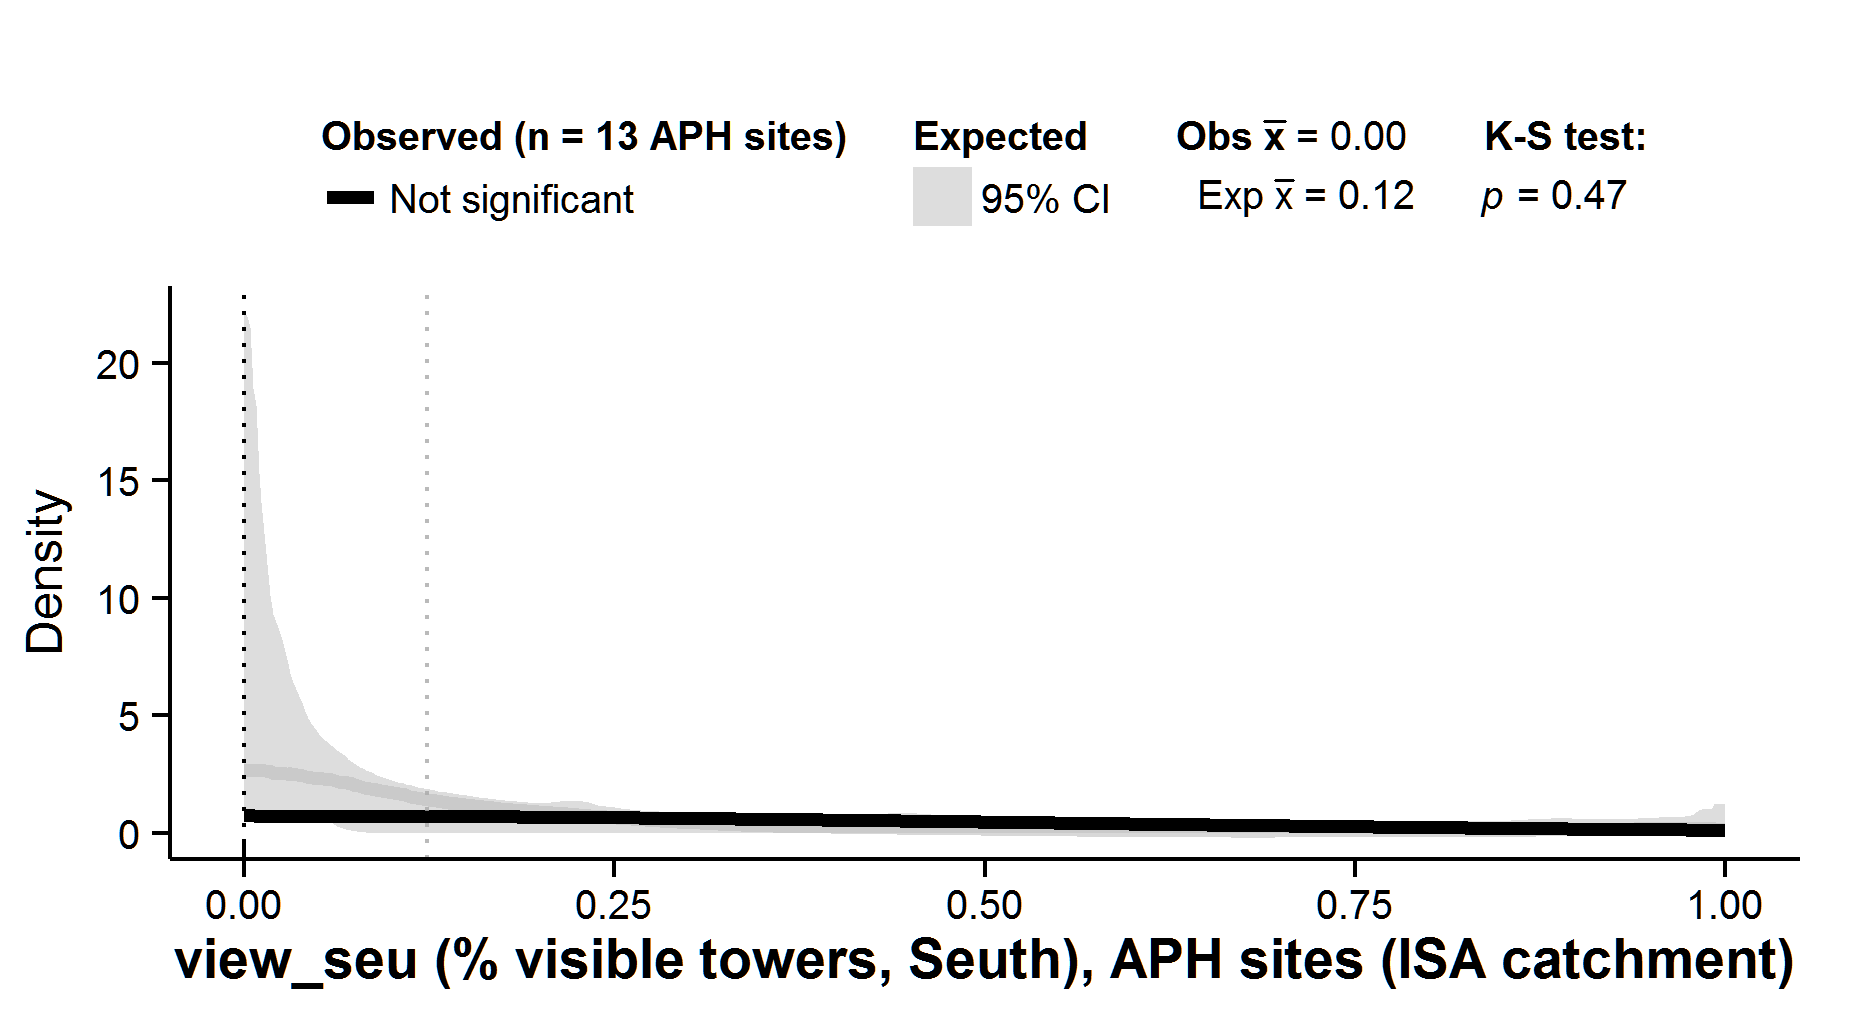 Observed (n = 13 APH sites) Expected Obs x̅ = 0.00 K-S test:
Not significant 95% CI Exp x̅ = 0.12 p = 0.47
Density
20
15
10
5
0
0.00 0.25 0.50 0.75 1.00
view_seu (% visible towers, Seuth), APH sites (ISA catchment)